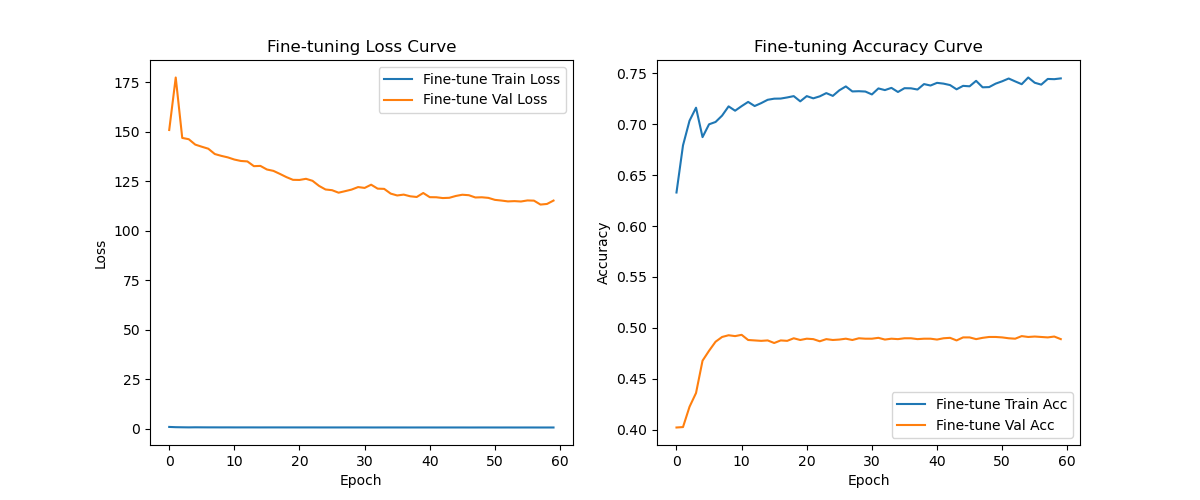 Fine-tuning Loss Curve
Fine-tune Train Loss
Fine-tune Val Loss
175
150
125
100
75
50
25
0
Loss
0 10 20 30 40 50 60
Epoch
Fine-tuning Accuracy Curve
0.75
0.70
0.65
0.60
0.55
0.50
0.45
0.40
Accuracy
Fine-tune Train Acc
Fine-tune Val Acc
0 10 20 30 40 50 60
Epoch